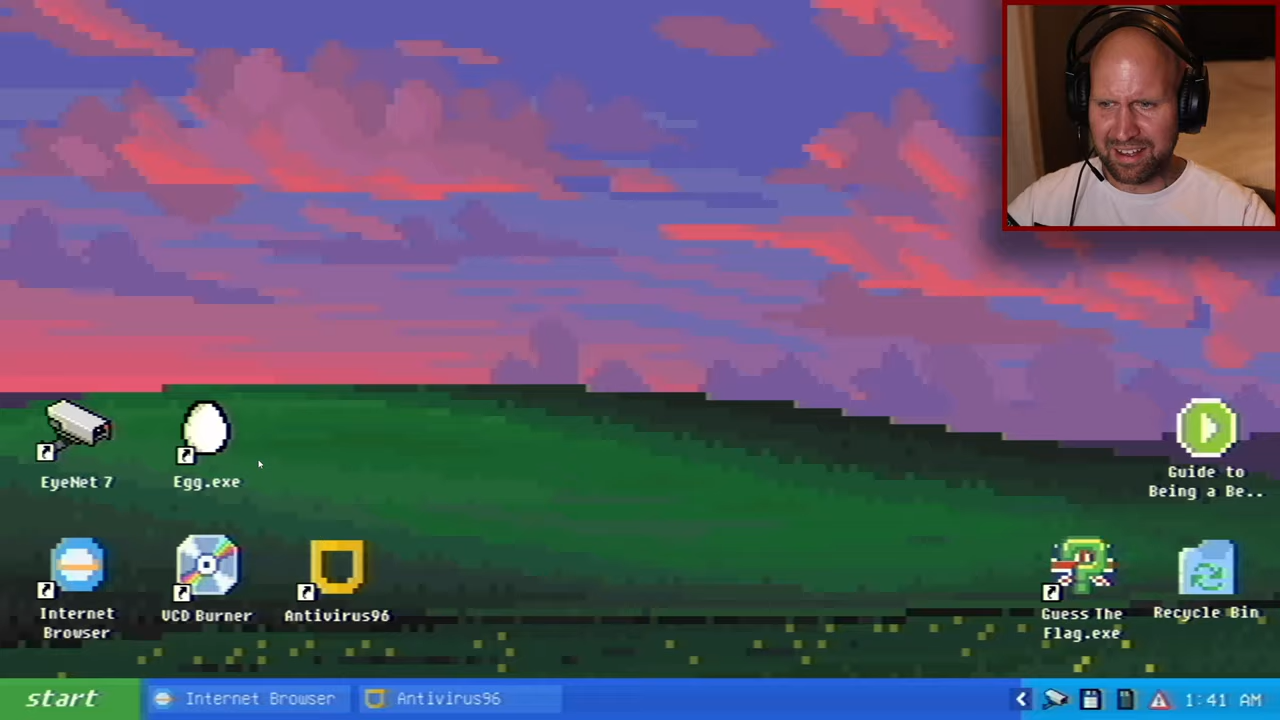 EyeNet 7
Egg.exe
Guide to
Being a Be..
Internet
Browser
VCD Burner
Antivirus96
Guess The
Flag.exe
Recycle Bin
start
Internet Browser
Antivirus96
1:41 AM